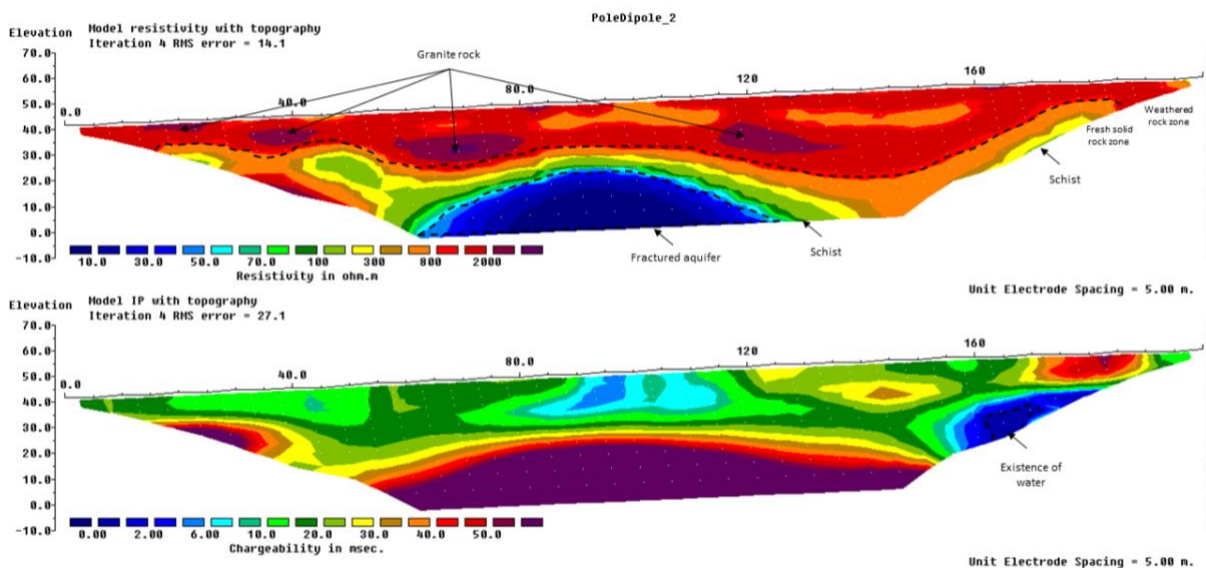 PoleDipole_2
Elevation
Model resistivity with topography
Iteration 4 RMS error = 14.1
70.0
60.0
50.0
40.0
30.0
20.0
10.0
0.0
-10.0
Granite rock
0.0
40.0
80.0
120
160
Weathered
rock zone
Fresh solid
rock zone
Schist
Schist
Fractured aquifer
10.0 30.0 50.0 70.0 100 300 800 2000
Resistivity in ohm.m
Unit Electrode Spacing = 5.00 m.
Elevation
Model IP with topography
Iteration 4 RMS error = 27.1
70.0
60.0
50.0
40.0
30.0
20.0
10.0
0.0
-10.0
0.0
40.0
80.0
120
160
Existence of
water
0.00 2.00 6.00 10.0 20.0 30.0 40.0 50.0
Chargeability in msec.
Unit Electrode Spacing = 5.00 m.